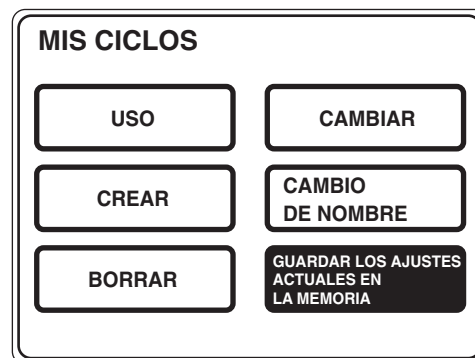 MIS CICLOS
USO
CAMBIAR
CREAR
CAMBIO
DE NOMBRE
BORRAR
GUARDAR LOS AJUSTES
ACTUALES EN
LA MEMORIA